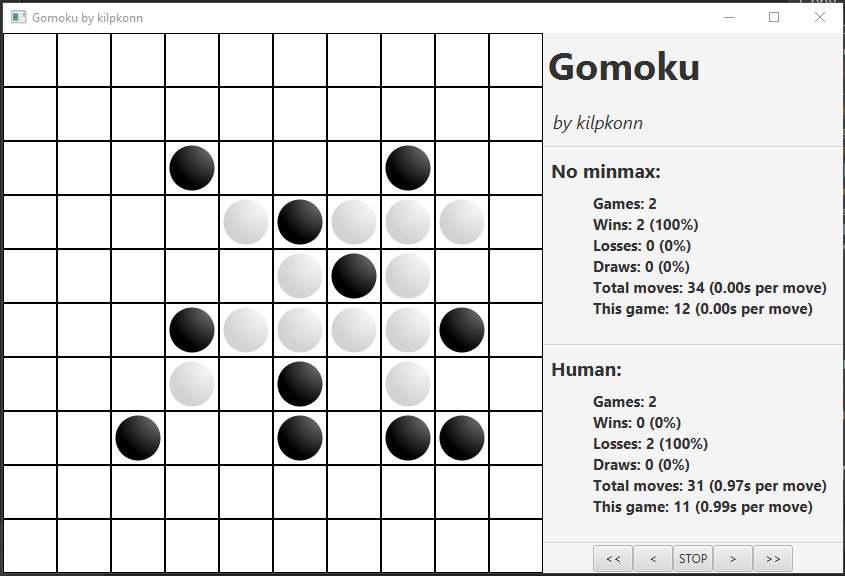 Gomoku by kilpkonn
Gomoku
by kilpkonn
No minmax:
Games: 2
Wins: 2 (100%)
Losses: 0 (0%)
Draws: 0 (0%)
Total moves: 34 (0.00s per move)
This game: 12 (0.00s per move)
Human:
Games: 2
Wins: 0 (0%)
Losses: 2 (100%)
Draws: 0 (0%)
Total moves: 31 (0.97s per move)
This game: 11 (0.99s per move)
<< < STOP > >>